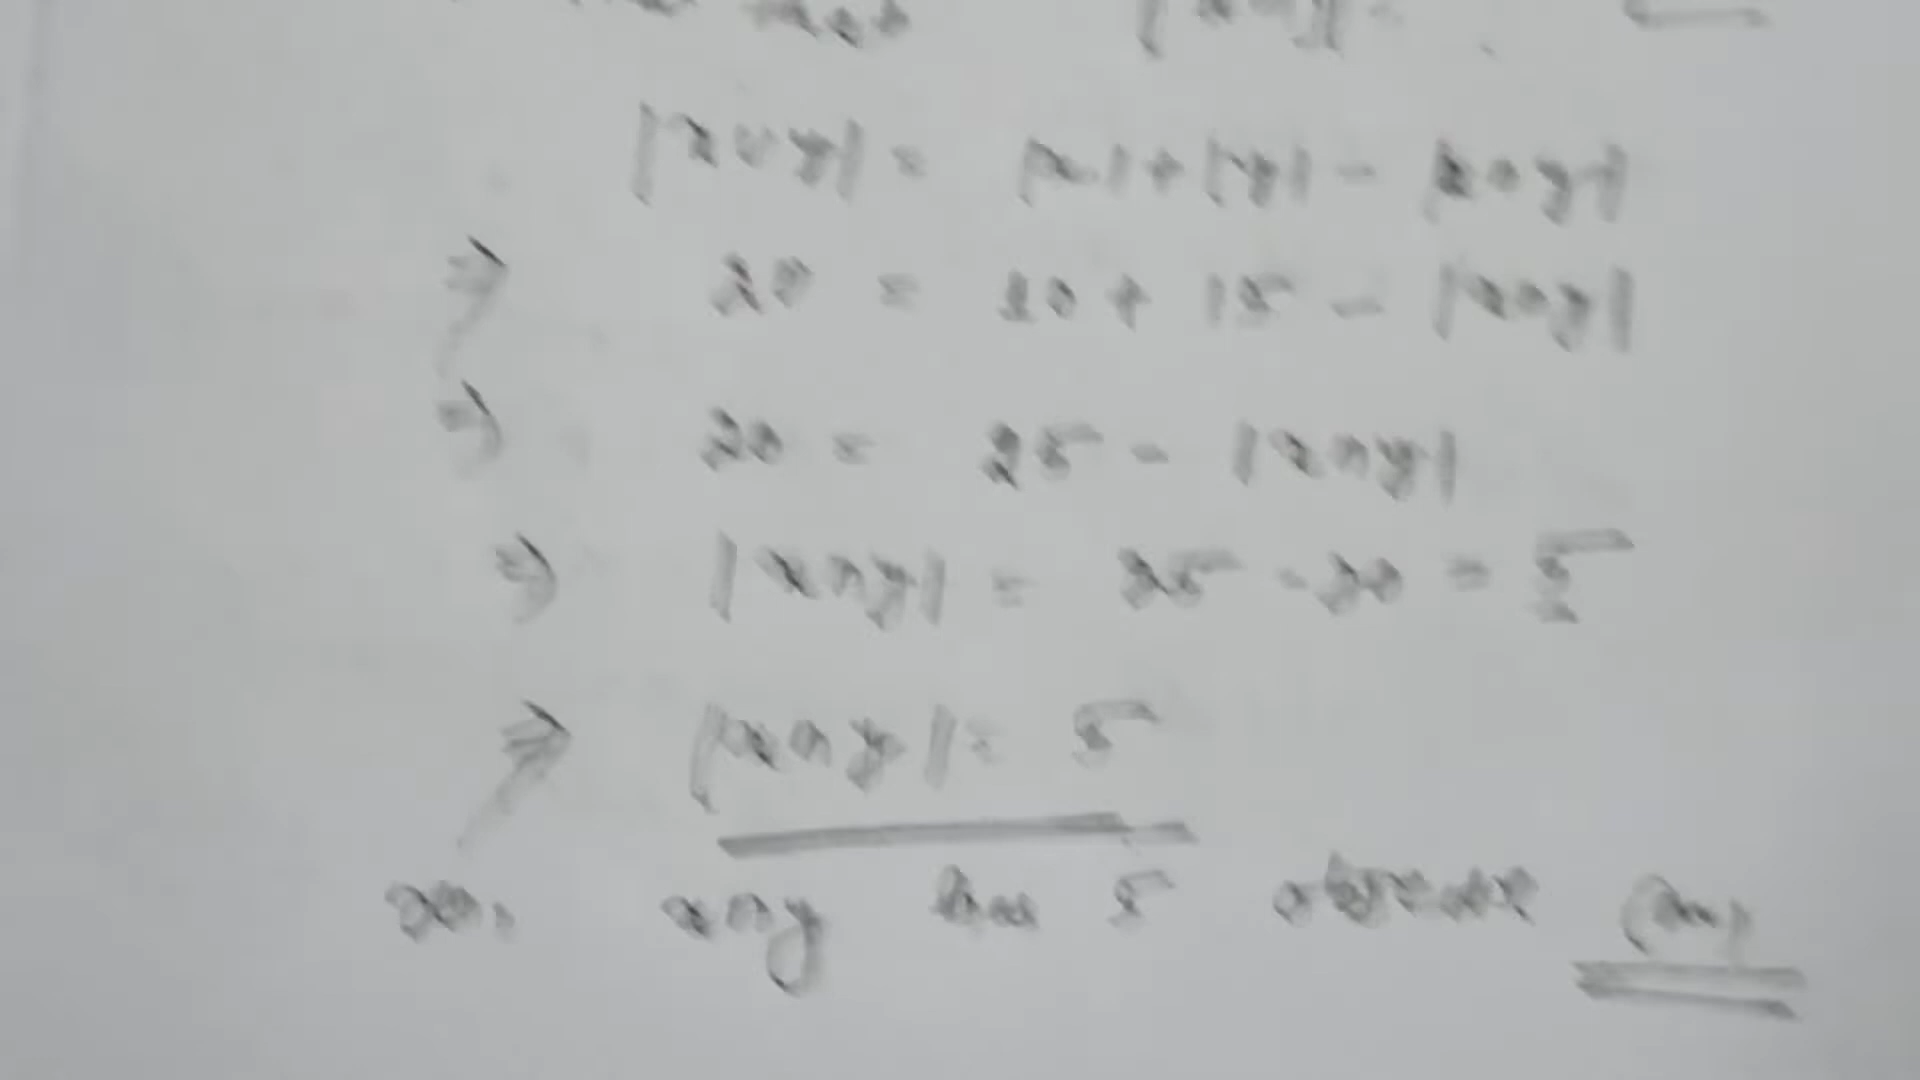 |x∪y| = |x| + |y| - |x∩y|
⇒ 20 = 10 + 15 - |x∩y|
⇒ 20 = 25 - |x∩y|
⇒ |x∩y| = 25 - 20 = 5
⇒ |x∩y| = 5
x∩y has 5